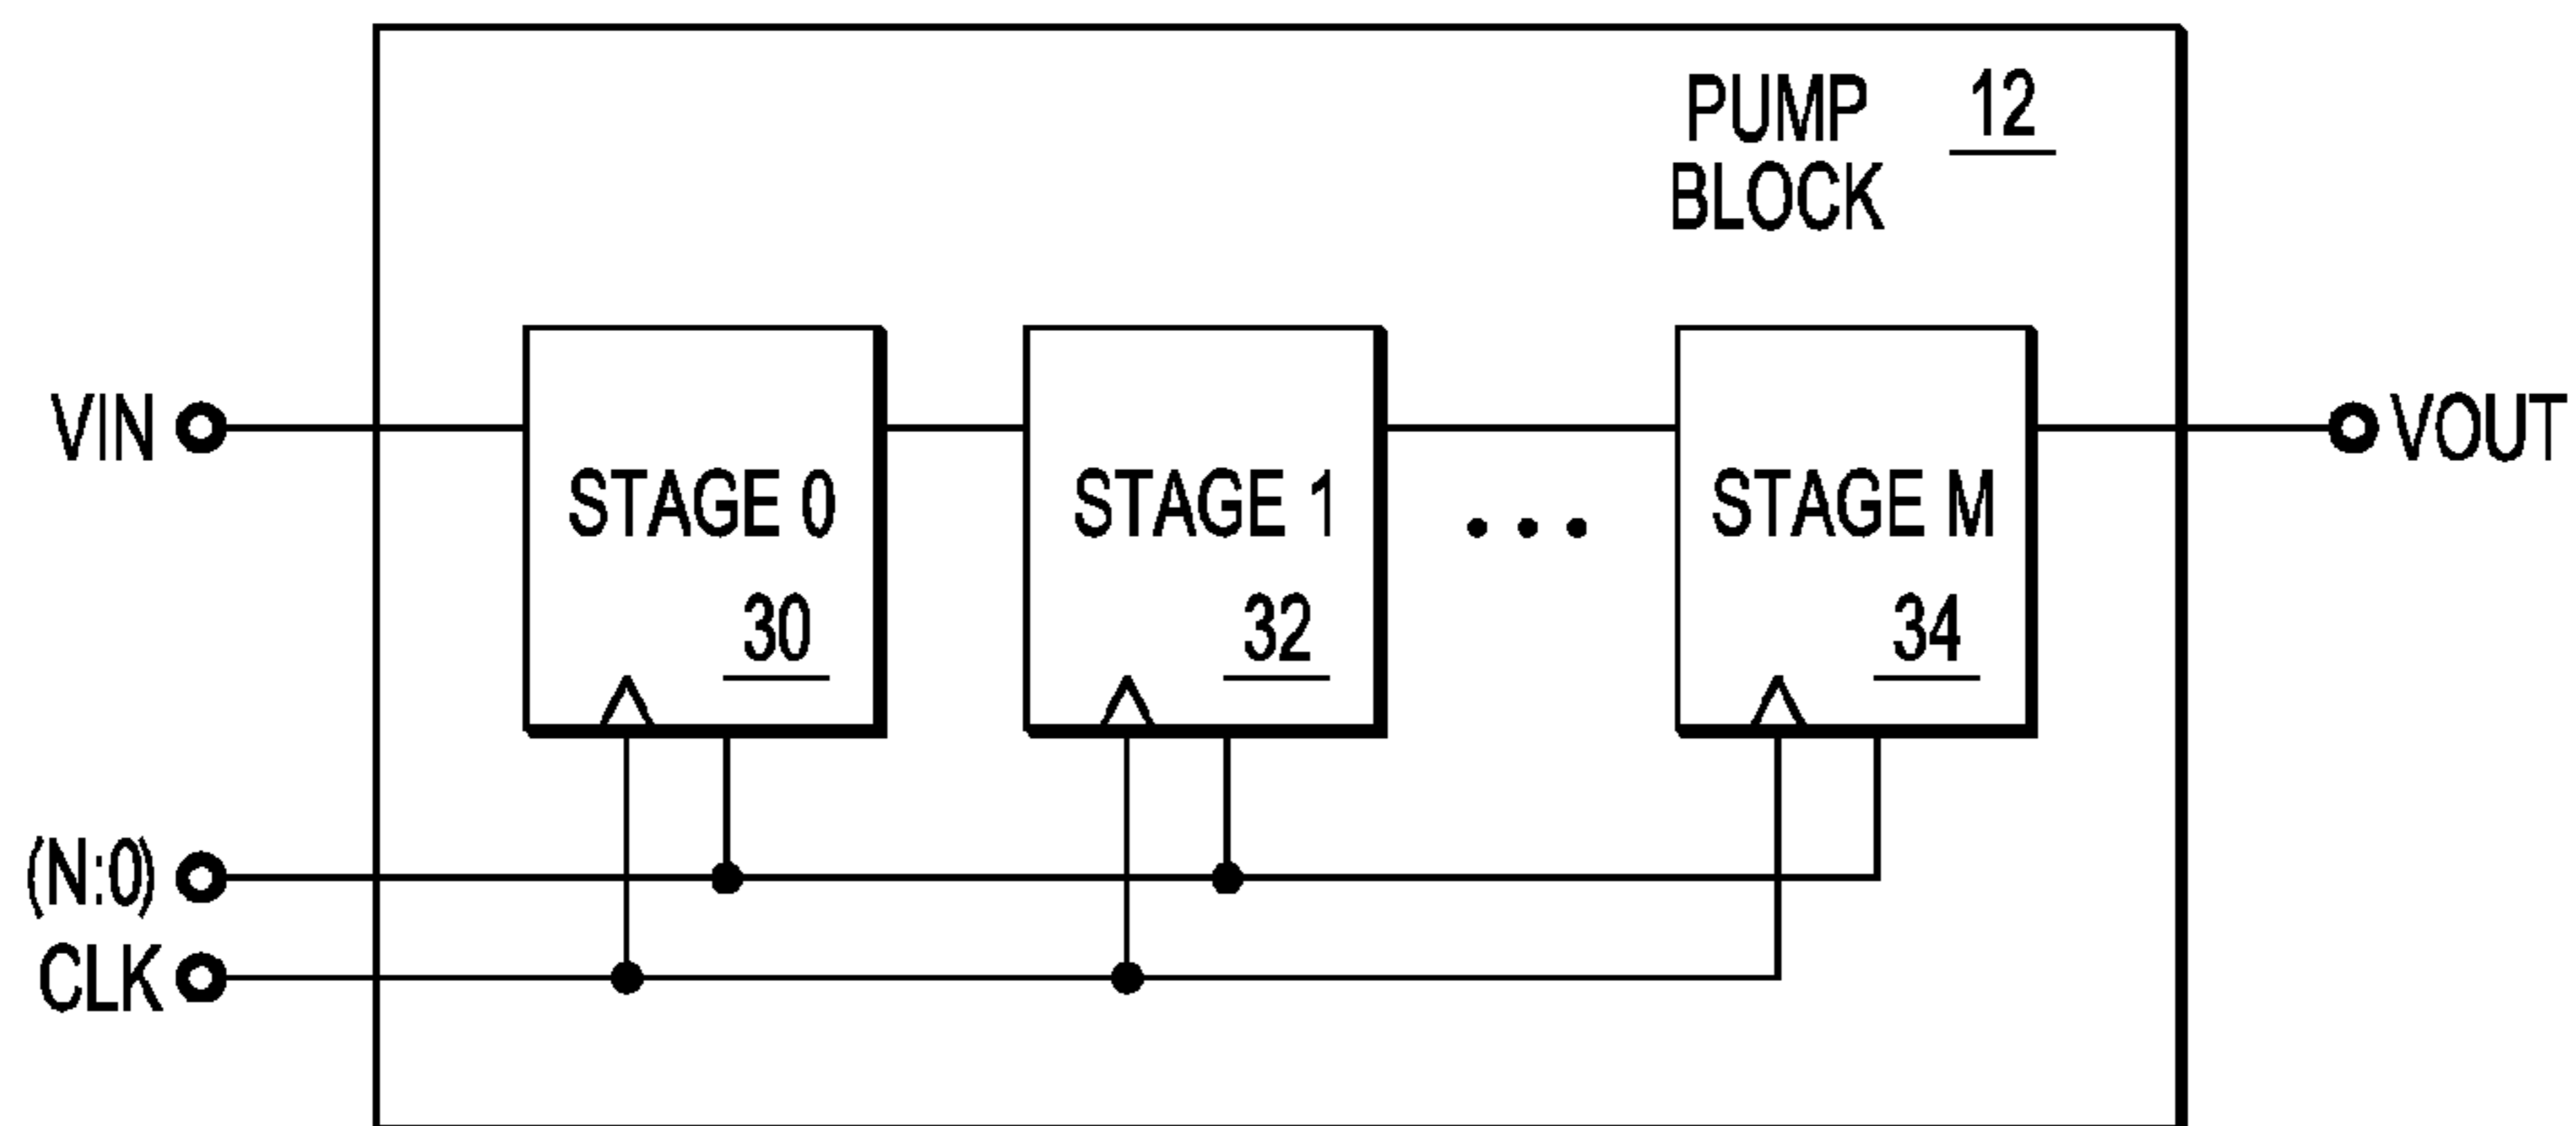 PUMP 12
BLOCK
VIN
VOUT
STAGE 0
STAGE 1
. . .
STAGE M
30
32
34
(N:0)
CLK